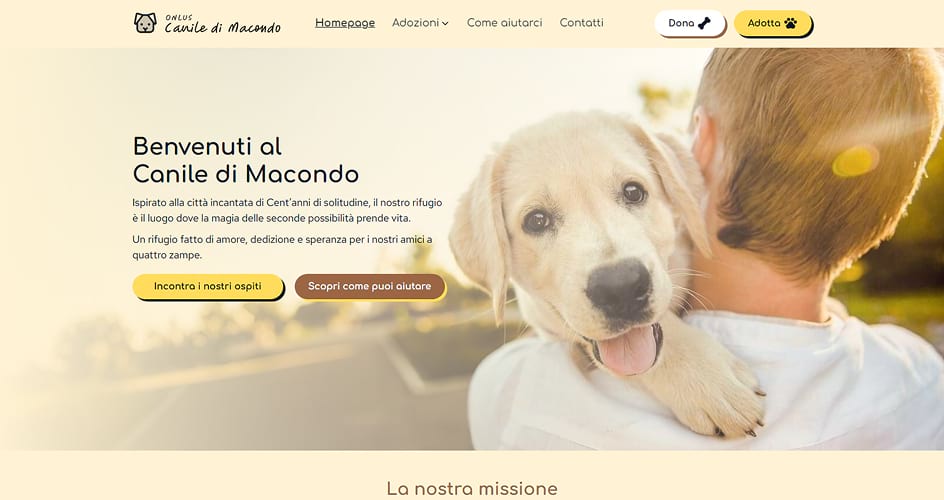 ONLUS
Canile di Macondo
Homepage Adozioni Come aiutarci Contatti
Dona
Adotta
Benvenuti al
Canile di Macondo
Ispirato alla città incantata di Cent'anni di solitudine, il nostro rifugio
è il luogo dove la magia delle seconde possibilità prende vita.
Un rifugio fatto di amore, dedizione e speranza per i nostri amici a
quattro zampe.
Incontra i nostri ospiti
Scopri come puoi aiutare
La nostra missione